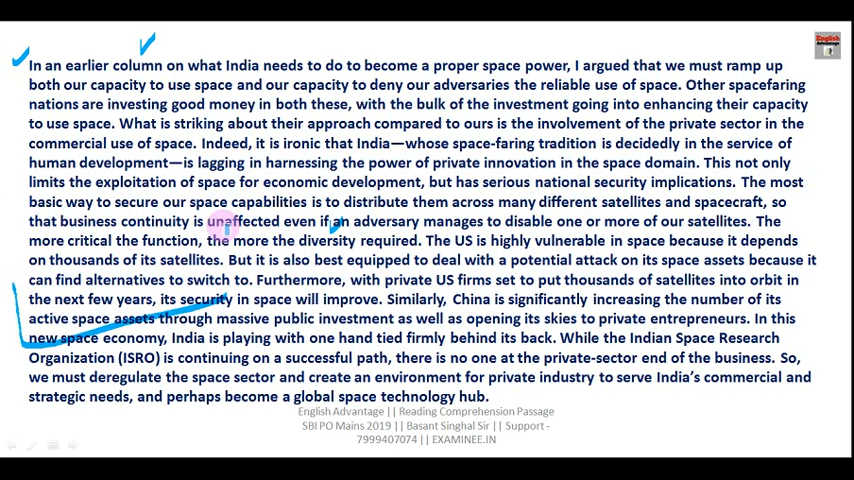 English
Advantage
In an earlier column on what India needs to do to become a proper space power, I argued that we must ramp up
both our capacity to use space and our capacity to deny our adversaries the reliable use of space. Other spacefaring
nations are investing good money in both these, with the bulk of the investment going into enhancing their capacity
to use space. What is striking about their approach compared to ours is the involvement of the private sector in the
commercial use of space. Indeed, it is ironic that India—whose space-faring tradition is decidedly in the service of
human development—is lagging in harnessing the power of private innovation in the space domain. This not only
limits the exploitation of space for economic development, but has serious national security implications. The most
basic way to secure our space capabilities is to distribute them across many different satellites and spacecraft, so
that business continuity is unaffected even if an adversary manages to disable one or more of our satellites. The
more critical the function, the more the diversity required. The US is highly vulnerable in space because it depends
on thousands of its satellites. But it is also best equipped to deal with a potential attack on its space assets because it
can find alternatives to switch to. Furthermore, with private US firms set to put thousands of satellites into orbit in
the next few years, its security in space will improve. Similarly, China is significantly increasing the number of its
active space assets through massive public investment as well as opening its skies to private entrepreneurs. In this
new space economy, India is playing with one hand tied firmly behind its back. While the Indian Space Research
Organization (ISRO) is continuing on a successful path, there is no one at the private-sector end of the business. So,
we must deregulate the space sector and create an environment for private industry to serve India's commercial and
strategic needs, and perhaps become a global space technology hub.
English Advantage || Reading Comprehension Passage
SBI PO Mains 2019 || Basant Singhal Sir || Support -
7999407074 || EXAMINEE.IN